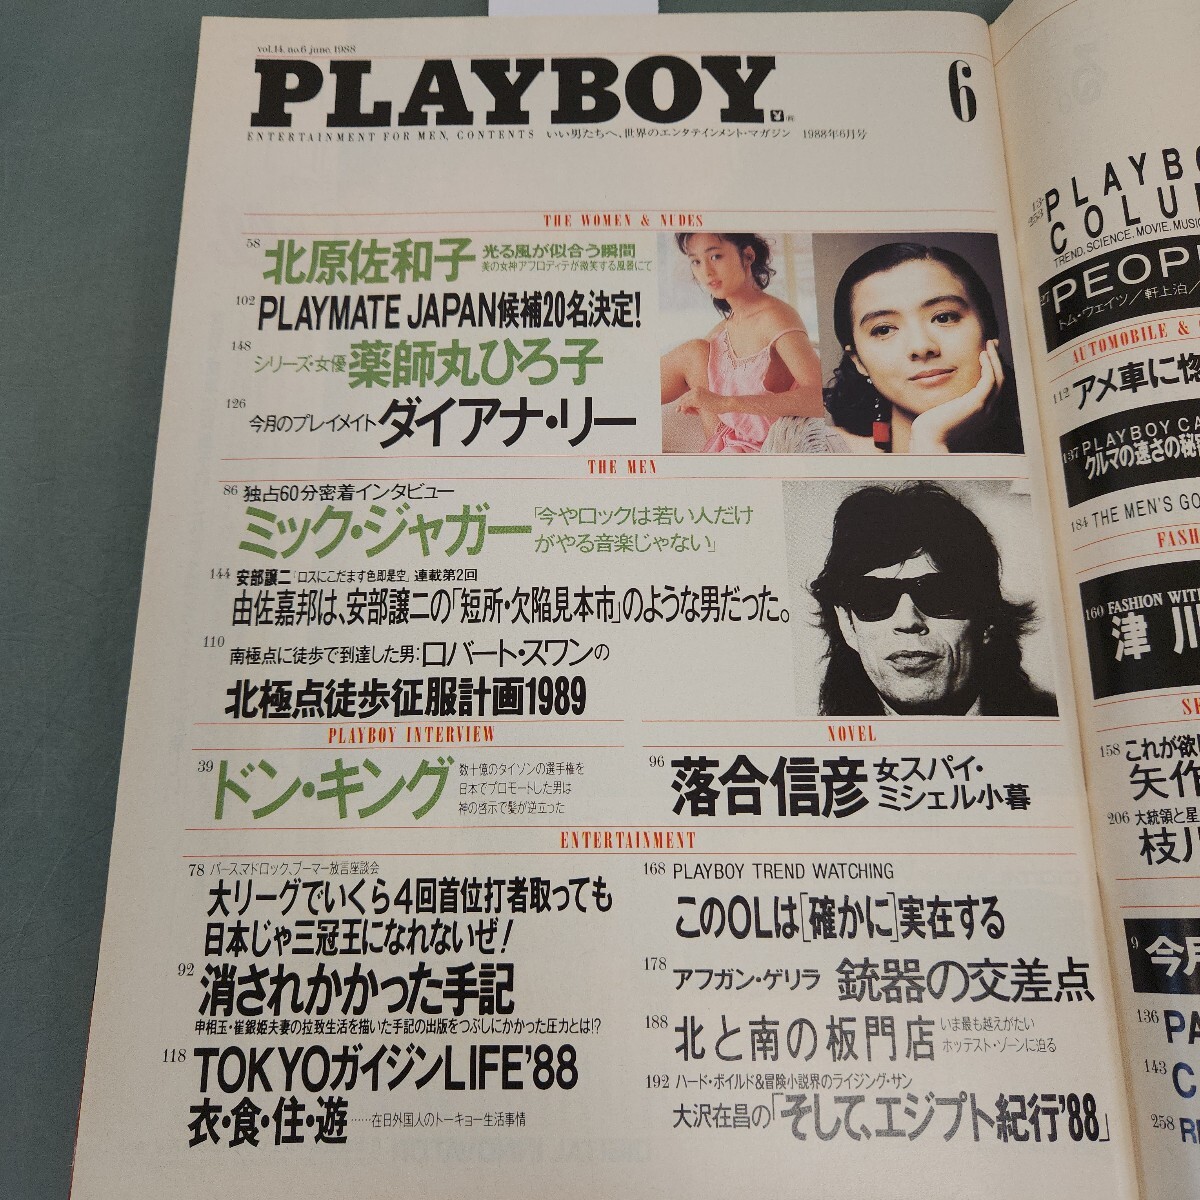 vol.14. no.6 june, 1988
PLAYBOY
6
ENTERTAINMENT FOR MEN, CONTENTS いい男たちへ、世界のエンタテインメント・マガジン 1988年6月号
THE WOMEN & NUDES
58 北原佐和子 光る風が似合う瞬間
美の女神アフロディテが微笑する風景にて
102 PLAYMATE JAPAN候補20名決定!
148 シリーズ・女優 薬師丸ひろ子
126 今月のプレイメイト ダイアナ・リー
THE MEN
86 独占60分密着インタビュー
ミック・ジャガー 「今やロックは若い人だけ
がやる音楽じゃない」
144 安部譲二「ロスにこだます色即是空」連載第2回
由佐嘉邦は、安部譲二の「短所・欠陥見本市」のような男だった。
110 南極点に徒歩で到達した男:ロバート・スワンの
北極点徒歩征服計画1989
PLAYBOY INTERVIEW
39 ドン・キング 数十億のタイソンの選手権を
日本でプロモートした男は
神の啓示で髪が逆立った
NOVEL
96 落合信彦 女スパイ・
ミシェル小暮
ENTERTAINMENT
78 バース、マドロック、ブーマー放言座談会
大リーグでいくら4回首位打者取っても
日本じゃ三冠王になれないぜ!
92 消されかかった手記
申相玉・崔銀姫夫妻の拉致生活を描いた手記の出版をつぶしにかかった圧力とは!?
118 TOKYOガイジンLIFE'88
衣・食・住・遊……在日外国人のトーキョー生活事情
168 PLAYBOY TREND WATCHING
このOLは[確かに]実在する
178 アフガン・ゲリラ 銃器の交差点
188 北と南の板門店 いま最も越えがたい
ホッテスト・ゾーンに迫る
192 ハード・ボイルド&冒険小説界のライジング・サン
大沢在昌の「そして、エジプト紀行'88」
13-253 PLAYBO
COLU
TREND, SCIENCE, MOVIE, MUSIC
27 PEOP
トム・ウェイツ/軒上泊/
AUTOMOBILE &
112 アメ車に惚
137 PLAYBOY CA
クルマの速さの秘
184 THE MEN'S GO
FASH
160 FASHION WITH
津川
SE
158 これが欲
矢作
206 大統領と星
枝川
9 今月
136 PA
143 C
258 RE